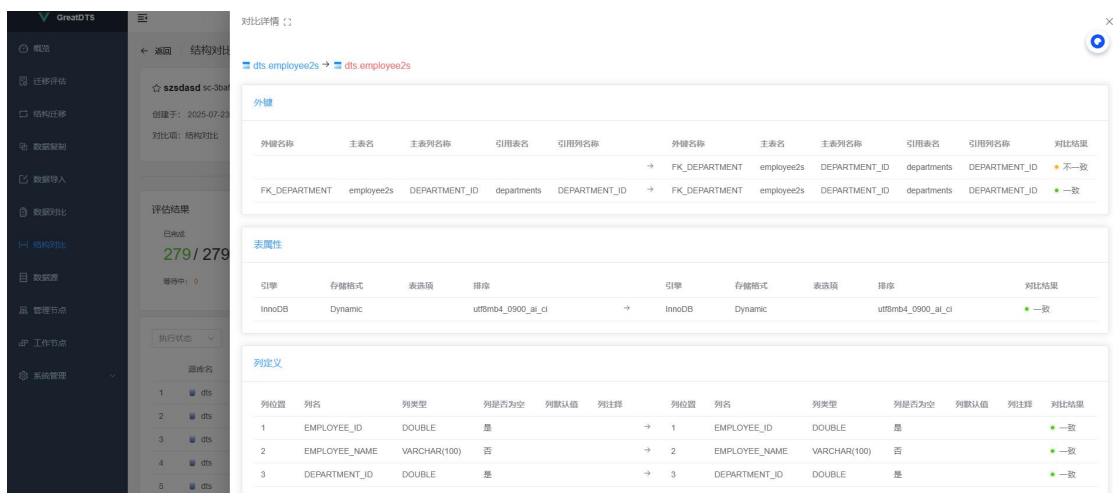 GreatDTS
概览
迁移评估
结构迁移
数据复制
数据导入
数据对比
结构对比
数据源
管理节点
工作节点
系统管理
← 返回 结构对比
szsdasd sc-3baf
创建于: 2025-07-23
对比项: 结构对比
评估结果
已完成
279 / 279
等待中: 0
执行状态
源库名
1 dts
2 dts
3 dts
4 dts
5 dts
对比详情
dts.employee2s → dts.employee2s
外键
外键名称 主表名 主表列名称 引用表名 引用列名称 外键名称 主表名 主表列名称 引用表名 引用列名称 对比结果
→ FK_DEPARTMENT employee2s DEPARTMENT_ID departments DEPARTMENT_ID 不一致
FK_DEPARTMENT employee2s DEPARTMENT_ID departments DEPARTMENT_ID → FK_DEPARTMENT employee2s DEPARTMENT_ID departments DEPARTMENT_ID 一致
表属性
引擎 存储格式 表选项 排序 引擎 存储格式 表选项 排序 对比结果
InnoDB Dynamic utf8mb4_0900_ai_ci → InnoDB Dynamic utf8mb4_0900_ai_ci 一致
列定义
列位置 列名 列类型 列是否为空 列默认值 列注释 列位置 列名 列类型 列是否为空 列默认值 列注释 对比结果
1 EMPLOYEE_ID DOUBLE 是 → 1 EMPLOYEE_ID DOUBLE 是 一致
2 EMPLOYEE_NAME VARCHAR(100) 否 → 2 EMPLOYEE_NAME VARCHAR(100) 否 一致
3 DEPARTMENT_ID DOUBLE 是 → 3 DEPARTMENT_ID DOUBLE 是 一致